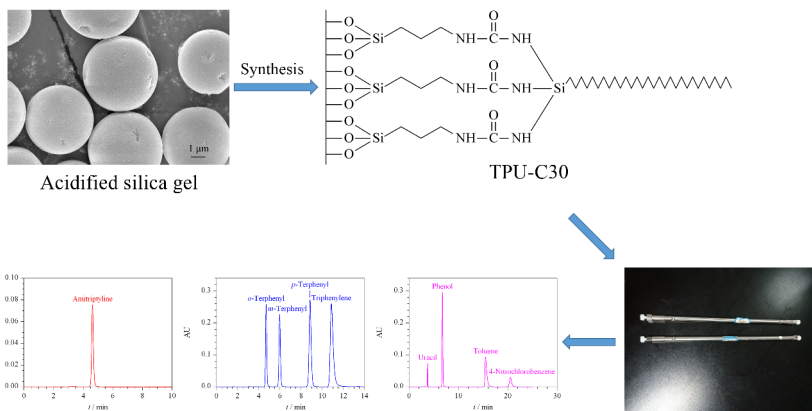 O
O
Si
NH
C
NH
O
O
O
Synthesis
O
O
Si
NH
C
NH
Si
O
O
O
1 μm
O
Si
NH
C
NH
O
Acidified silica gel
TPU-C30
0.10
0.08
0.06
0.04
0.02
0.00
Amitriptyline
0
2
4
6
8
10
t / min
AU
0.3
0.2
0.1
0.0
p-Terphenyl
o-Terphenyl
Triphenylene
m-Terphenyl
0
2
4
6
8
10
12
14
t / min
AU
0.3
0.2
0.1
0.0
Phenol
Toluene
Uracil
4-Nitrochlorobenzene
0
10
20
30
t / min